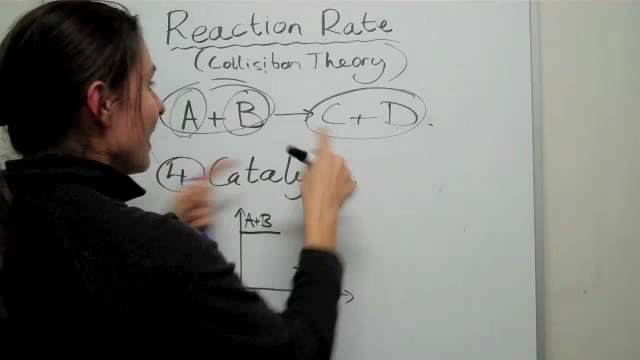 Reaction Rate
(Collision Theory)
A + B → C + D.
4
A+B